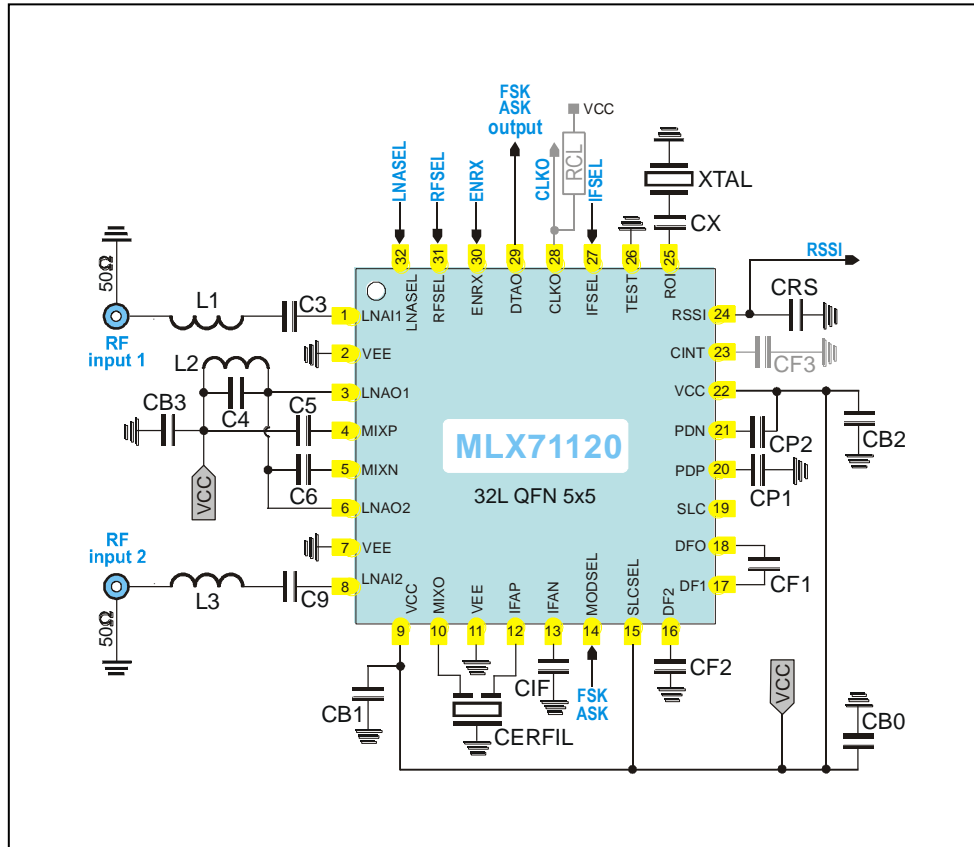 FSK
ASK
output
VCC
RCL
CLKO
LNASEL
RFSEL
ENRX
IFSEL
XTAL
CX
RSSI
50Ω
RF
input 1
L1
C3
L2
C4
CB3
C5
C6
VCC
RF
input 2
50Ω
L3
C9
32 31 30 29 28 27 26 25
LNASEL RFSEL ENRX DTAO CLKO IFSEL TEST ROI
1 LNAI1
2 VEE
3 LNAO1
4 MIXP
5 MIXN
6 LNAO2
7 VEE
8 LNAI2
MLX71120
32L QFN 5x5
RSSI 24
CINT 23
VCC 22
PDN 21
PDP 20
SLC 19
DFO 18
DF1 17
CRS
CF3
CB2
CP2
CP1
CF1
VCC MIXO VEE IFAP IFAN MODSEL SLCSEL DF2
9 10 11 12 13 14 15 16
CB1
CERFIL
CIF
FSK
ASK
CF2
VCC
CB0